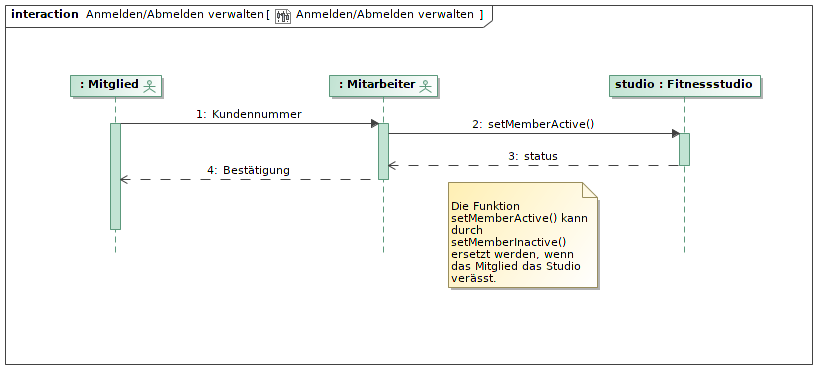 interaction Anmelden/Abmelden verwalten[ Anmelden/Abmelden verwalten ]
: Mitglied
: Mitarbeiter
studio : Fitnessstudio
1: Kundennummer
2: setMemberActive()
3: status
4: Bestätigung
Die Funktion
setMemberActive() kann
durch
setMemberInactive()
ersetzt werden, wenn
das Mitglied das Studio
verässt.